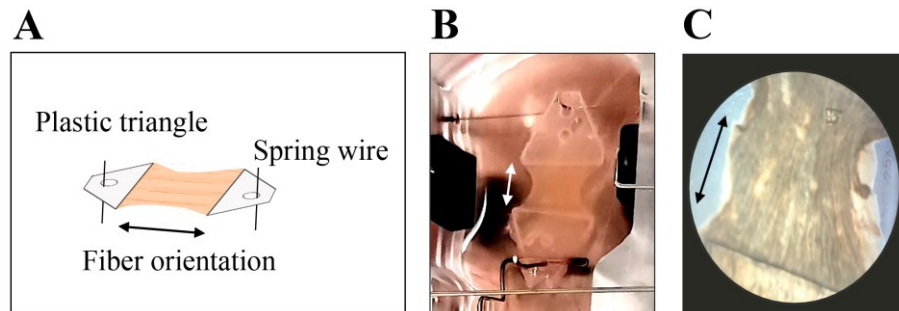 A
B
C
Plastic triangle
Spring wire
Fiber orientation